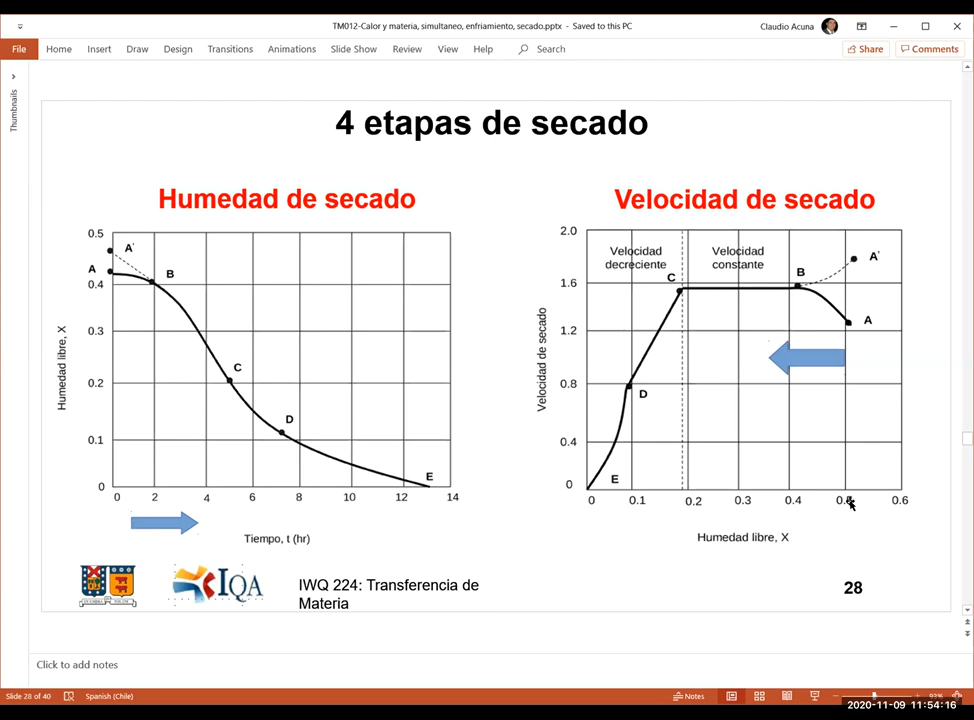 TM012-Calor y materia, simultaneo, enfriamiento, secado.pptx - Saved to this PC
Claudio Acuna
File Home Insert Draw Design Transitions Animations Slide Show Review View Help Search
Share Comments
Thumbnails
4 etapas de secado
Humedad de secado
0.5
0.4
0.3
0.2
0.1
0
A'
A
B
C
D
E
0 2 4 6 8 10 12 14
Humedad libre, X
Tiempo, t (hr)
Velocidad de secado
2.0
1.6
1.2
0.8
0.4
0
Velocidad
decreciente
Velocidad
constante
C
B
A'
A
D
E
0 0.1 0.2 0.3 0.4 0.6
Velocidad de secado
Humedad libre, X
IQA
IWQ 224: Transferencia de
Materia
28
Click to add notes
Slide 28 of 40 Spanish (Chile)
Notes
2020-11-09 11:54:16